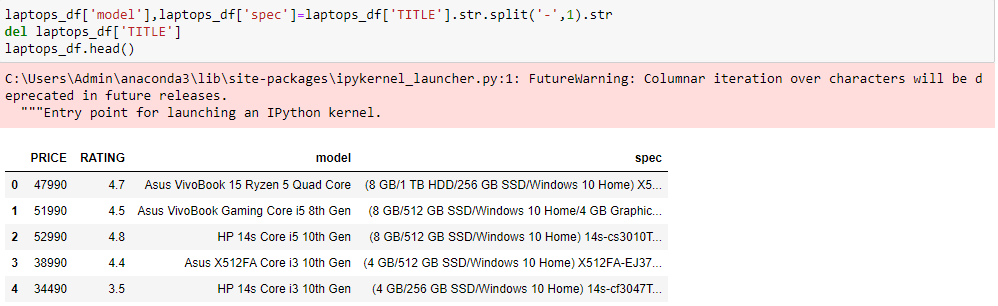 laptops_df['model'],laptops_df['spec']=laptops_df['TITLE'].str.split('-',1).str
del laptops_df['TITLE']
laptops_df.head()
C:\Users\Admin\anaconda3\lib\site-packages\ipykernel_launcher.py:1: FutureWarning: Columnar iteration over characters will be d
eprecated in future releases.
"""Entry point for launching an IPython kernel.
PRICE RATING model spec
0 47990 4.7 Asus VivoBook 15 Ryzen 5 Quad Core (8 GB/1 TB HDD/256 GB SSD/Windows 10 Home) X5...
1 51990 4.5 Asus VivoBook Gaming Core i5 8th Gen (8 GB/512 GB SSD/Windows 10 Home/4 GB Graphic...
2 52990 4.8 HP 14s Core i5 10th Gen (8 GB/512 GB SSD/Windows 10 Home) 14s-cs3010T...
3 38990 4.4 Asus X512FA Core i3 10th Gen (4 GB/512 GB SSD/Windows 10 Home) X512FA-EJ37...
4 34490 3.5 HP 14s Core i3 10th Gen (4 GB/256 GB SSD/Windows 10 Home) 14s-cf3047T...